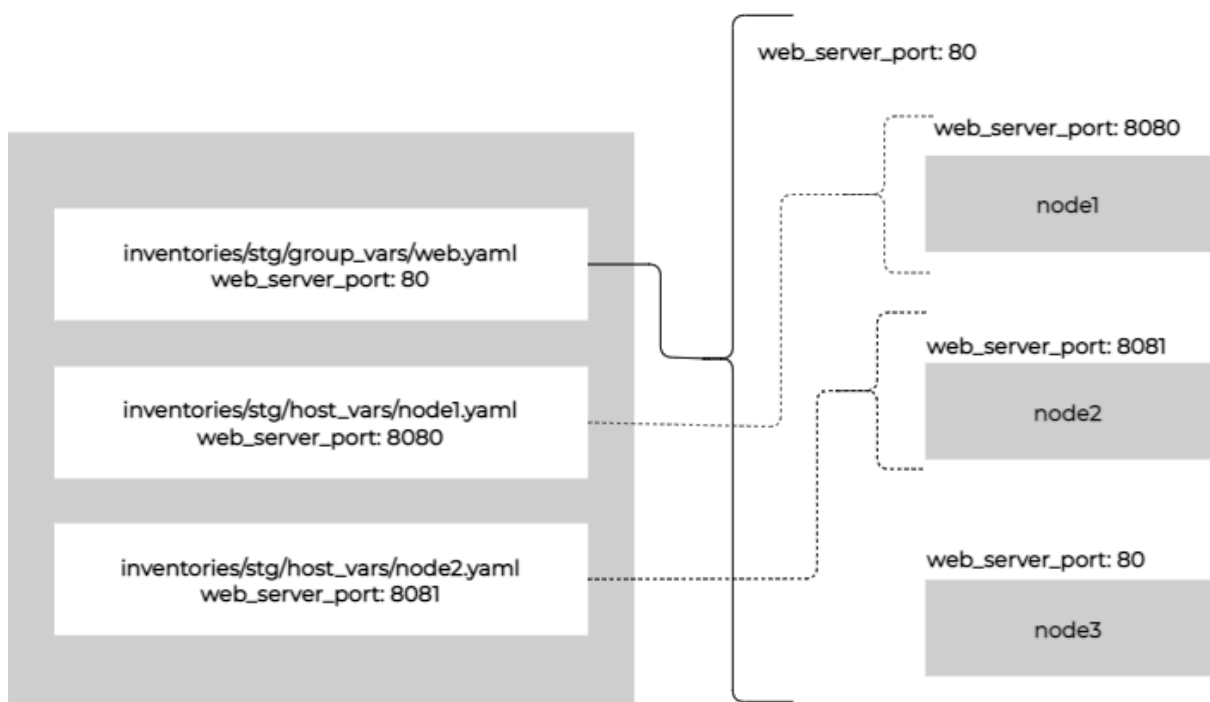 inventories/stg/group_vars/web.yaml
web_server_port: 80
inventories/stg/host_vars/node1.yaml
web_server_port: 8080
inventories/stg/host_vars/node2.yaml
web_server_port: 8081
web_server_port: 80
web_server_port: 8080
node1
web_server_port: 8081
node2
web_server_port: 80
node3